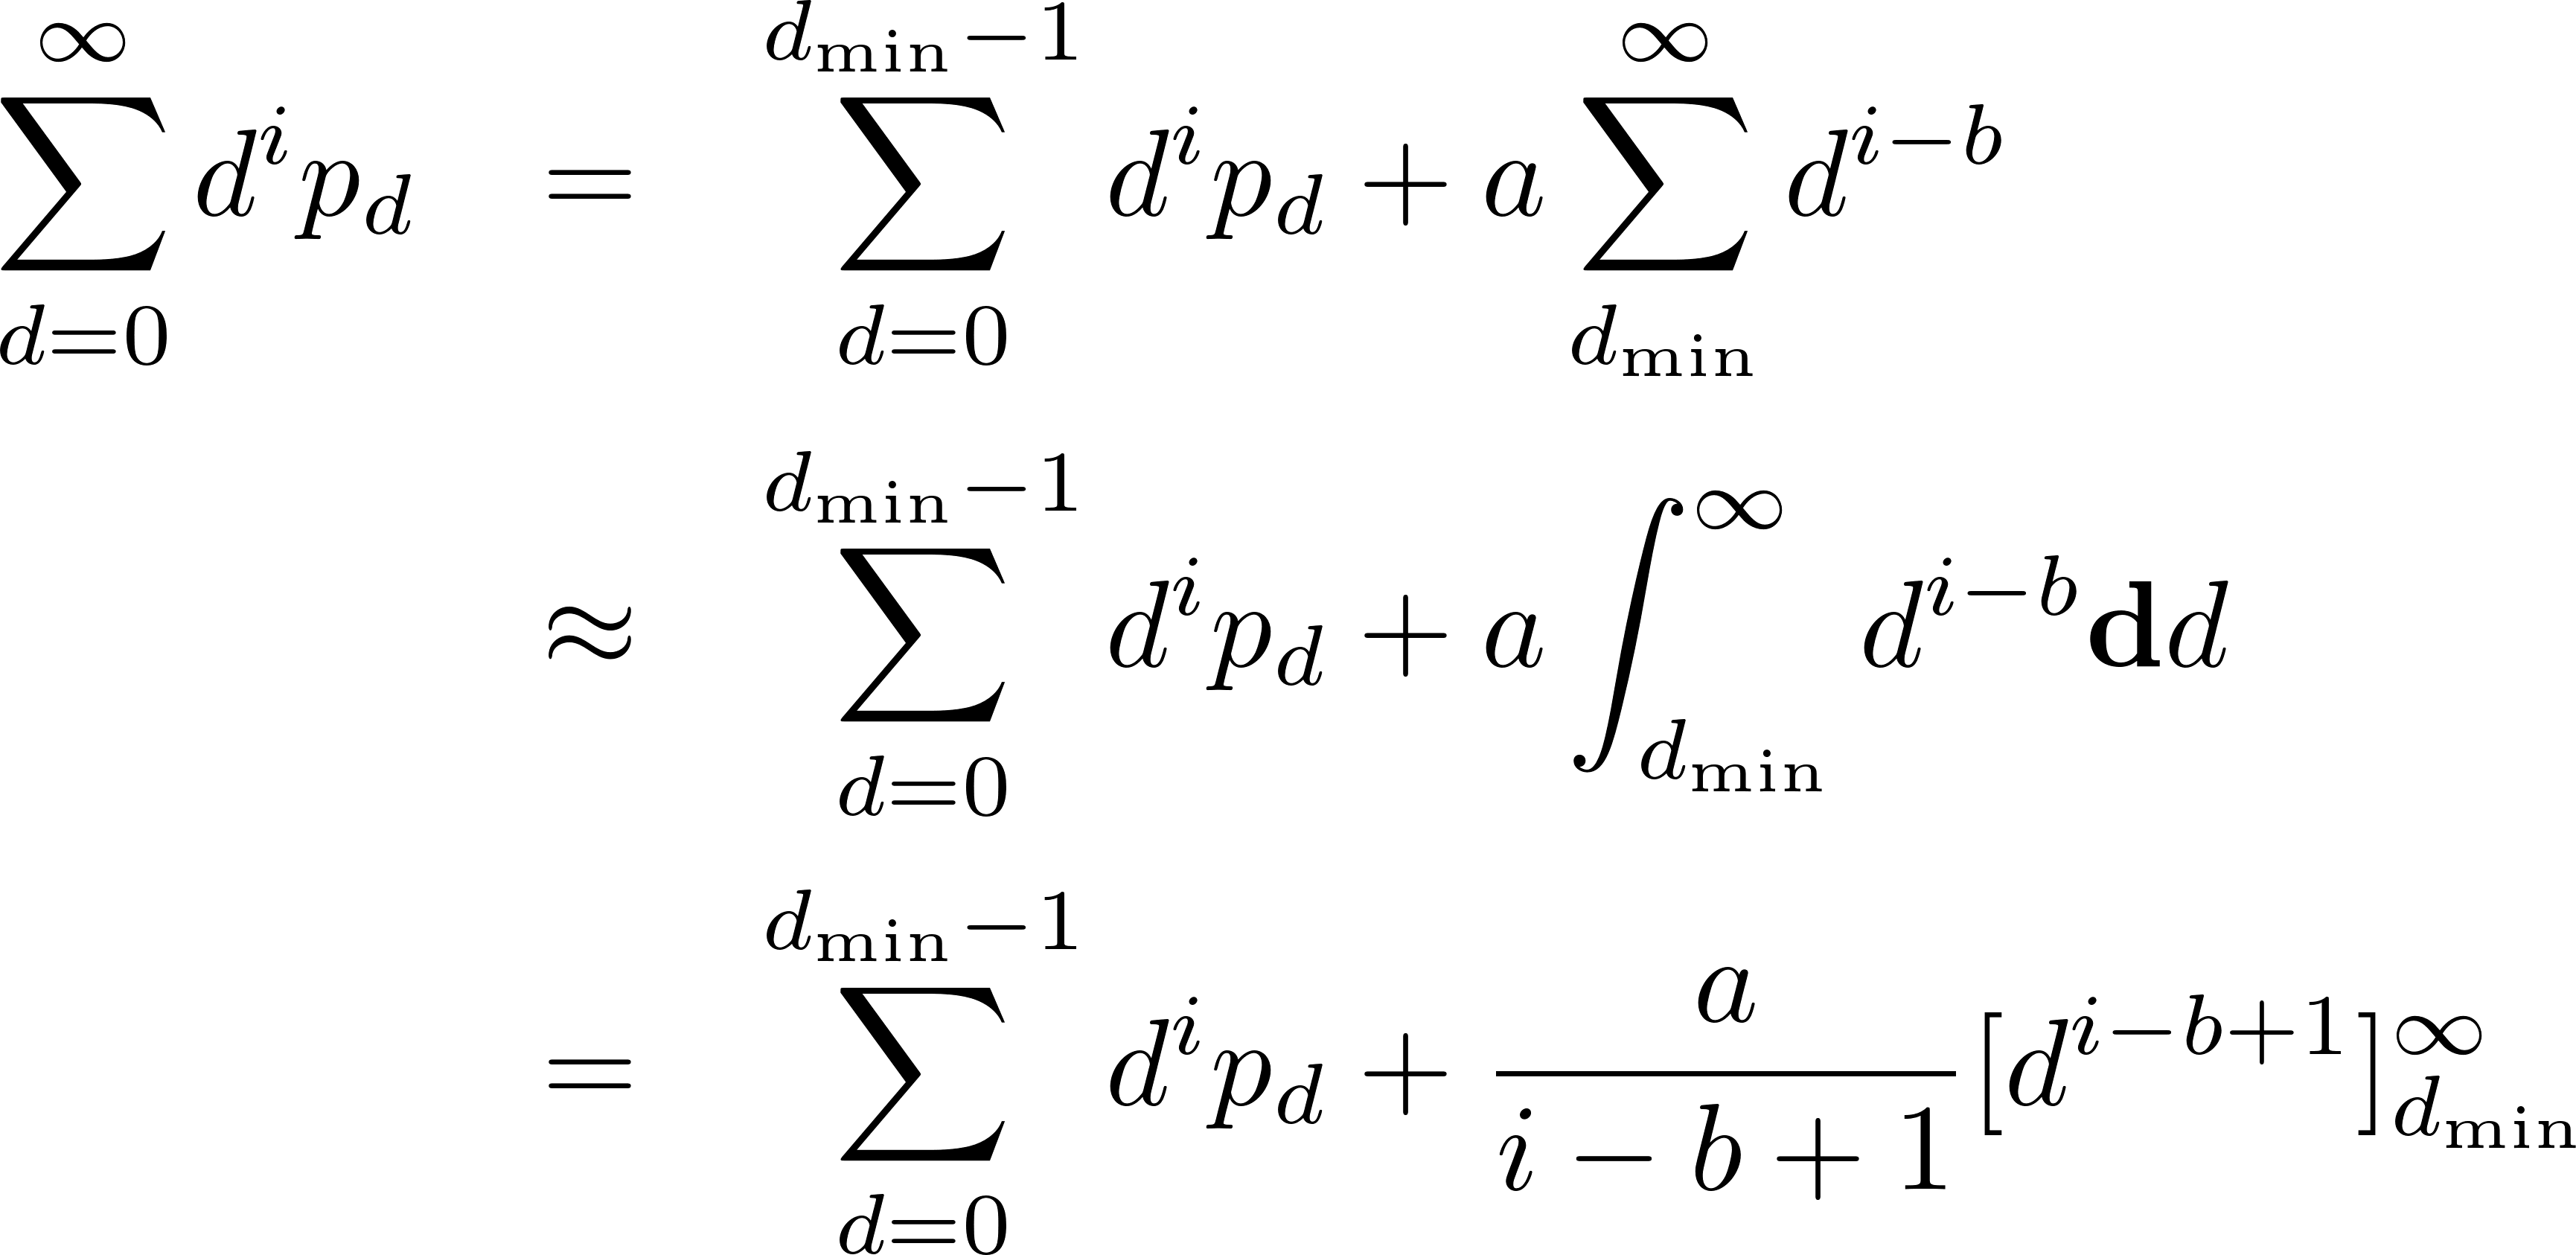 \sum_{d=0}^{\infty} d^i p_d = \sum_{d=0}^{d_{\min}-1} d^i p_d + a \sum_{d_{\min}}^{\infty} d^{i-b}
\approx \sum_{d=0}^{d_{\min}-1} d^i p_d + a \int_{d_{\min}}^{\infty} d^{i-b} \mathbf{d}d
= \sum_{d=0}^{d_{\min}-1} d^i p_d + \frac{a}{i-b+1} [d^{i-b+1}]_{d_{\min}}^{\infty}